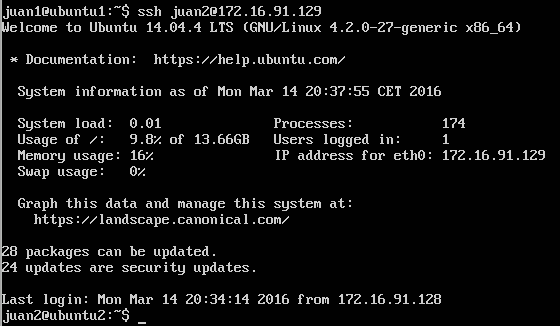 juan1@ubuntu1:~$ ssh juan2@172.16.91.129
Welcome to Ubuntu 14.04.4 LTS (GNU/Linux 4.2.0-27-generic x86_64)
* Documentation:  https://help.ubuntu.com/
System information as of Mon Mar 14 20:37:55 CET 2016
System load:  0.01              Processes:           174
Usage of /:   9.8% of 13.66GB   Users logged in:     1
Memory usage: 16%               IP address for eth0: 172.16.91.129
Swap usage:   0%
Graph this data and manage this system at:
https://landscape.canonical.com/
28 packages can be updated.
24 updates are security updates.
Last login: Mon Mar 14 20:34:14 2016 from 172.16.91.128
juan2@ubuntu2:~$ _